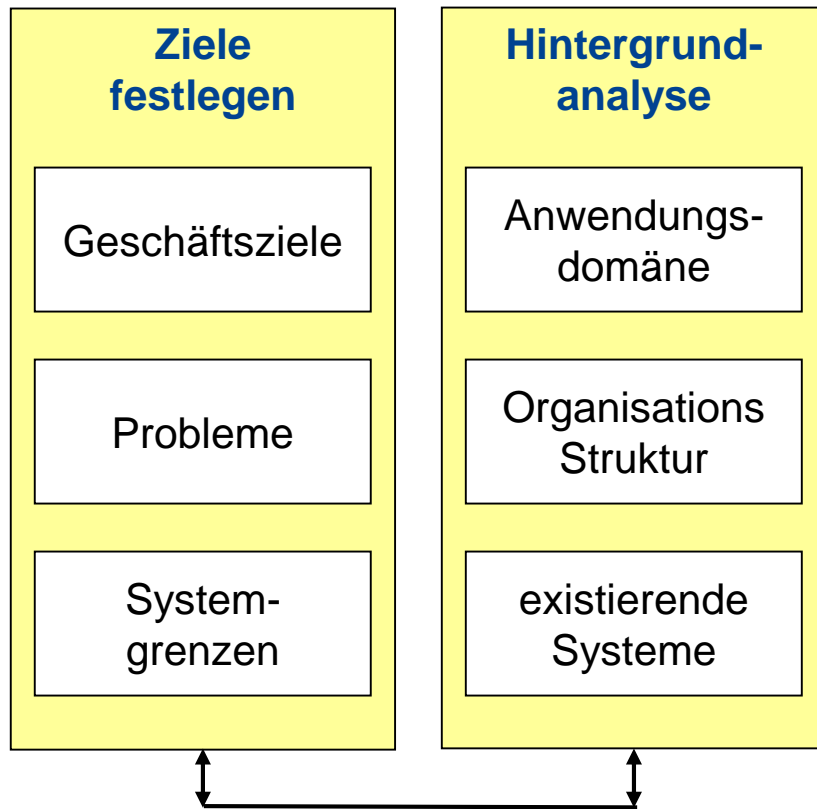 Ziele
festlegen
Geschäftsziele
Probleme
System-
grenzen
Hintergrund-
analyse
Anwendungs-
domäne
Organisations
Struktur
existierende
Systeme